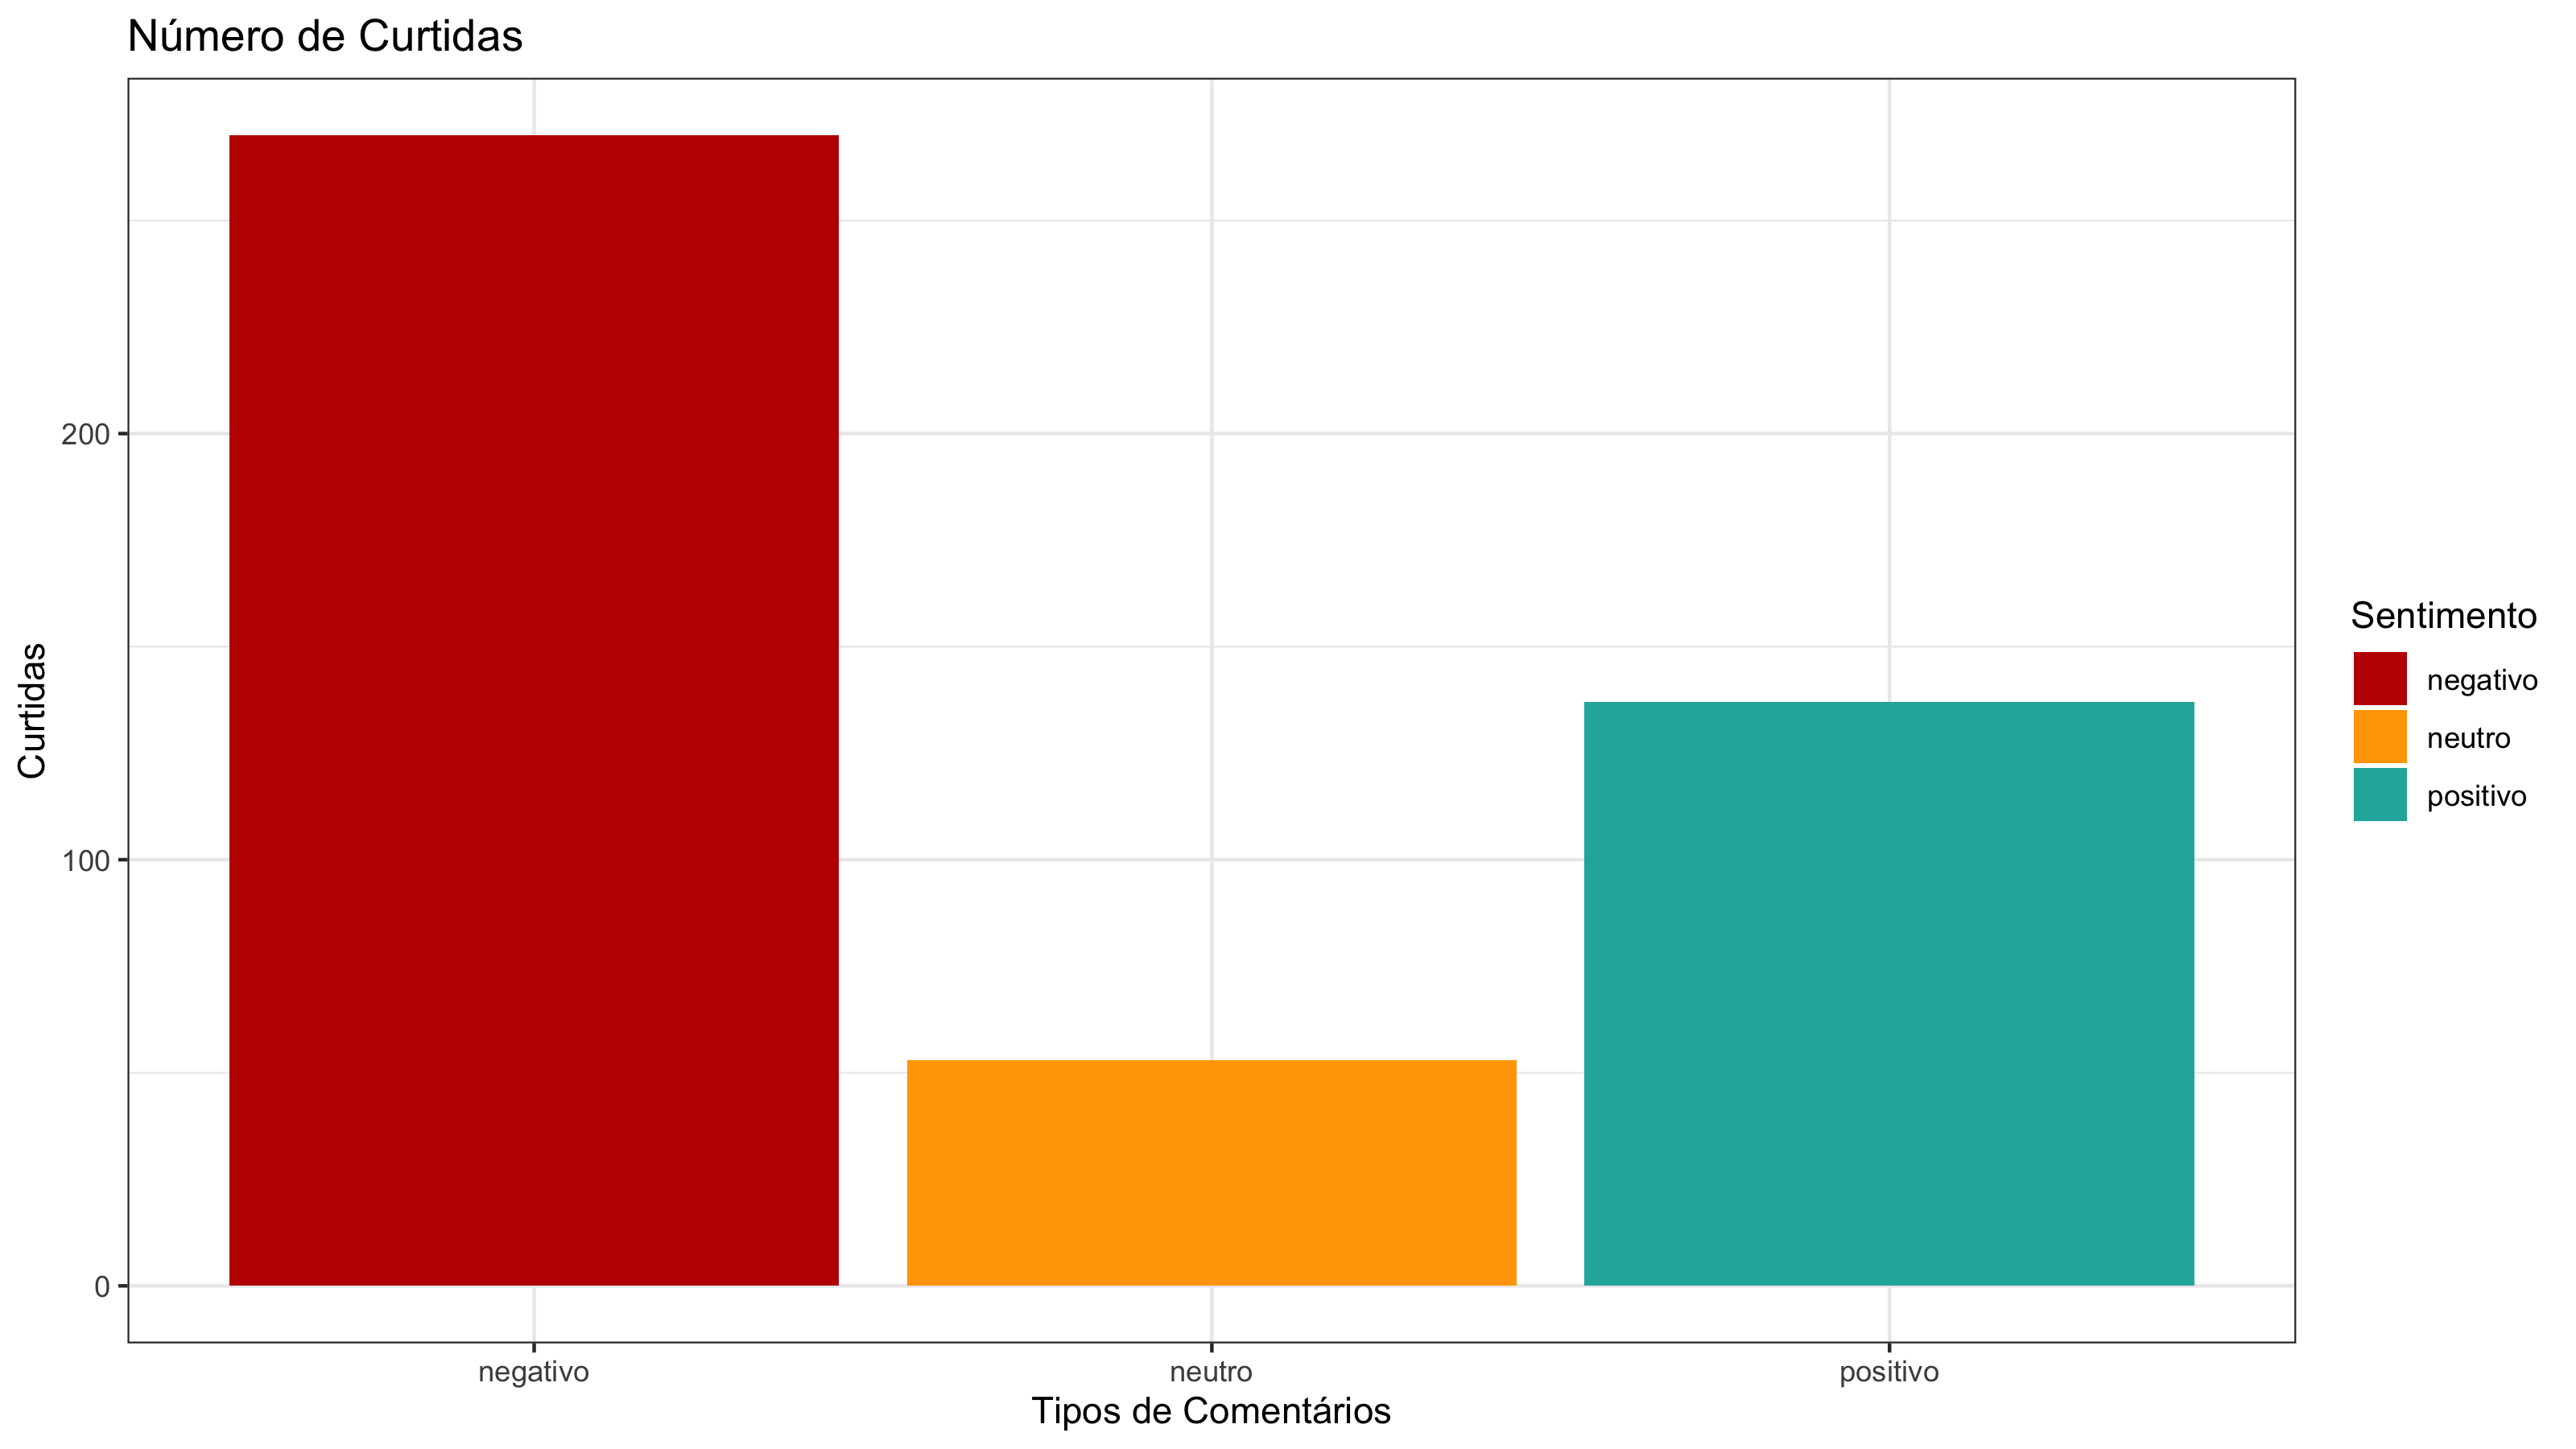 Número de Curtidas
Curtidas
200
100
0
negativo
neutro
positivo
Tipos de Comentários
Sentimento
negativo
neutro
positivo